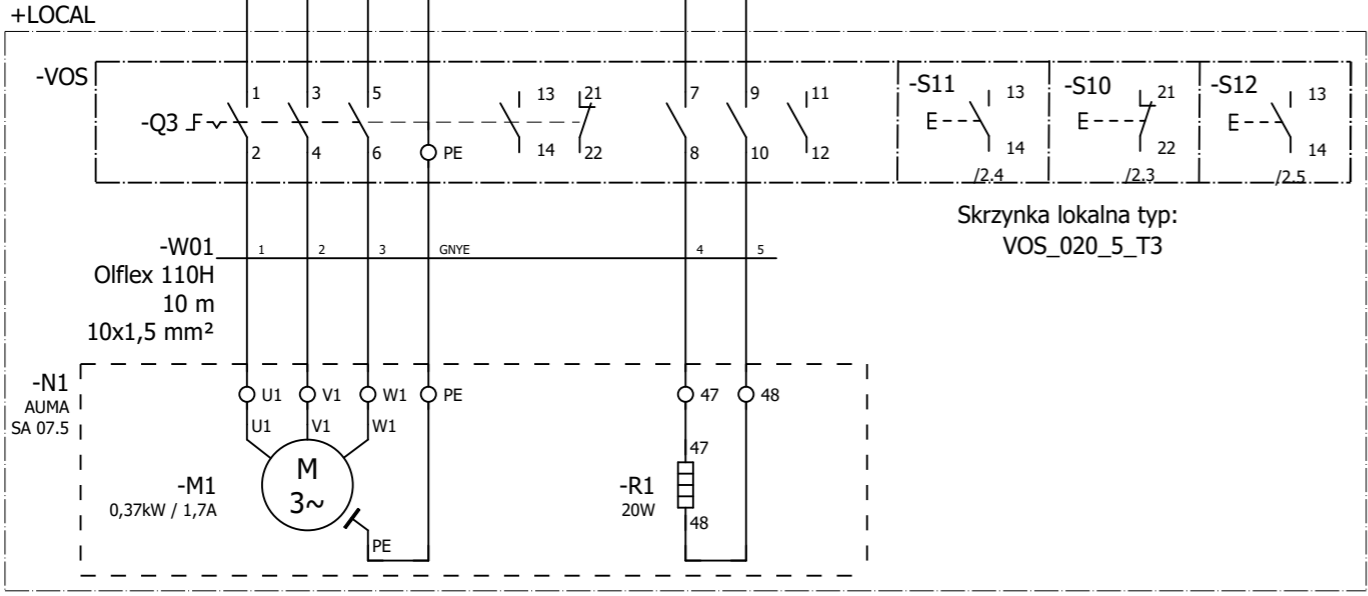 +LOCAL
-VOS
-S11
-S10
-S12
1 3 5 13 21 7 9 11 13 21 13
-Q3
E E E
2 4 6 PE 14 22 8 10 12 14 22 14
/2.4 /2.3 /2.5
Skrzynka lokalna typ:
VOS_020_5_T3
-W01 1 2 3 GNYE 4 5
Olflex 110H
10 m
10x1,5 mm²
-N1
AUMA
SA 07.5
U1 V1 W1 PE 47 48
U1 V1 W1
47
M
3~
-M1
0,37kW / 1,7A
-R1
20W
48
PE